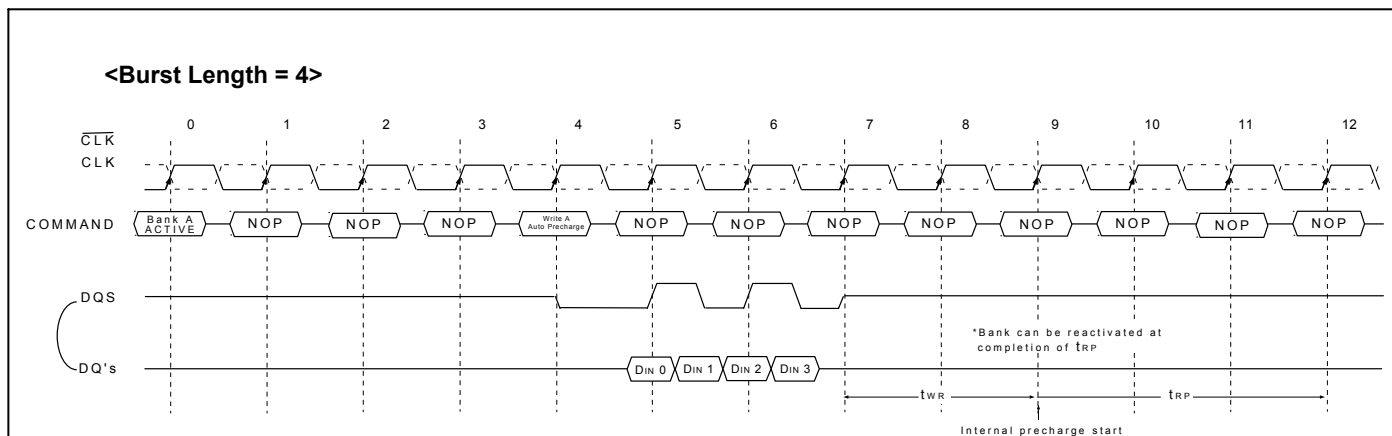 <Burst Length = 4>
0 1 2 3 4 5 6 7 8 9 10 11 12
CLK
CLK
COMMAND
Bank A
ACTIVE
NOP
NOP
NOP
Write A
Auto Precharge
NOP
NOP
NOP
NOP
NOP
NOP
NOP
NOP
DQS
*Bank can be reactivated at
completion of tRP
DQ's
DIN 0
DIN 1
DIN 2
DIN 3
tWR
tRP
Internal precharge start